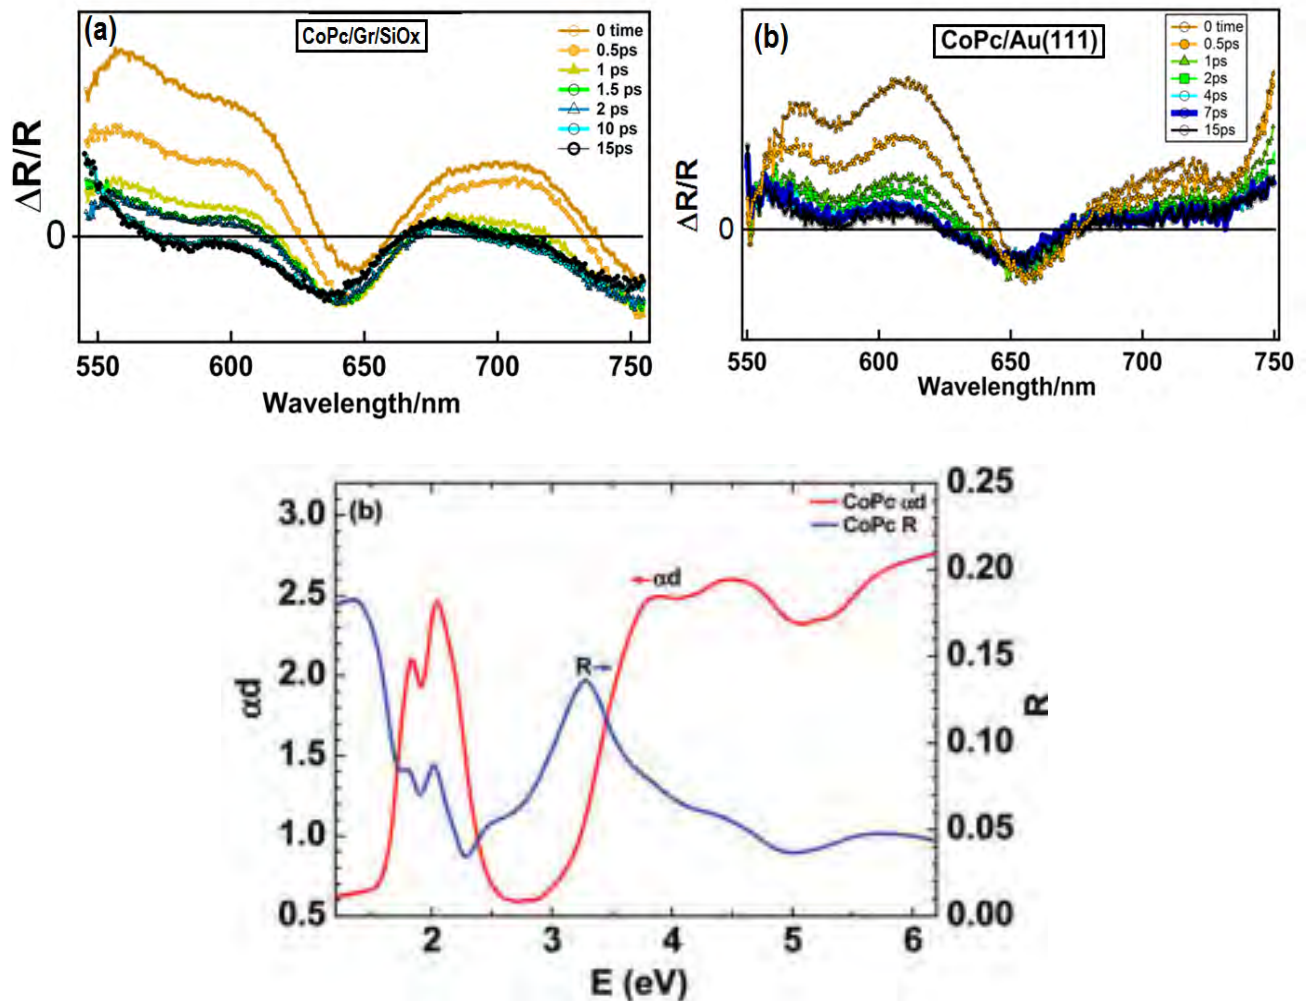 (a)
CoPc/Gr/SiOx
0 time
0.5ps
1 ps
1.5 ps
2 ps
10 ps
15ps
ΔR/R
0
550 600 650 700 750
Wavelength/nm
(b)
CoPc/Au(111)
0 time
0.5ps
1ps
2ps
4ps
7ps
15ps
ΔR/R
0
550 600 650 700 750
Wavelength/nm
(b)
CoPc αd
CoPc R
αd
R
αd
3.0
2.5
2.0
1.5
1.0
0.5
R
0.25
0.20
0.15
0.10
0.05
0.00
2 3 4 5 6
E (eV)